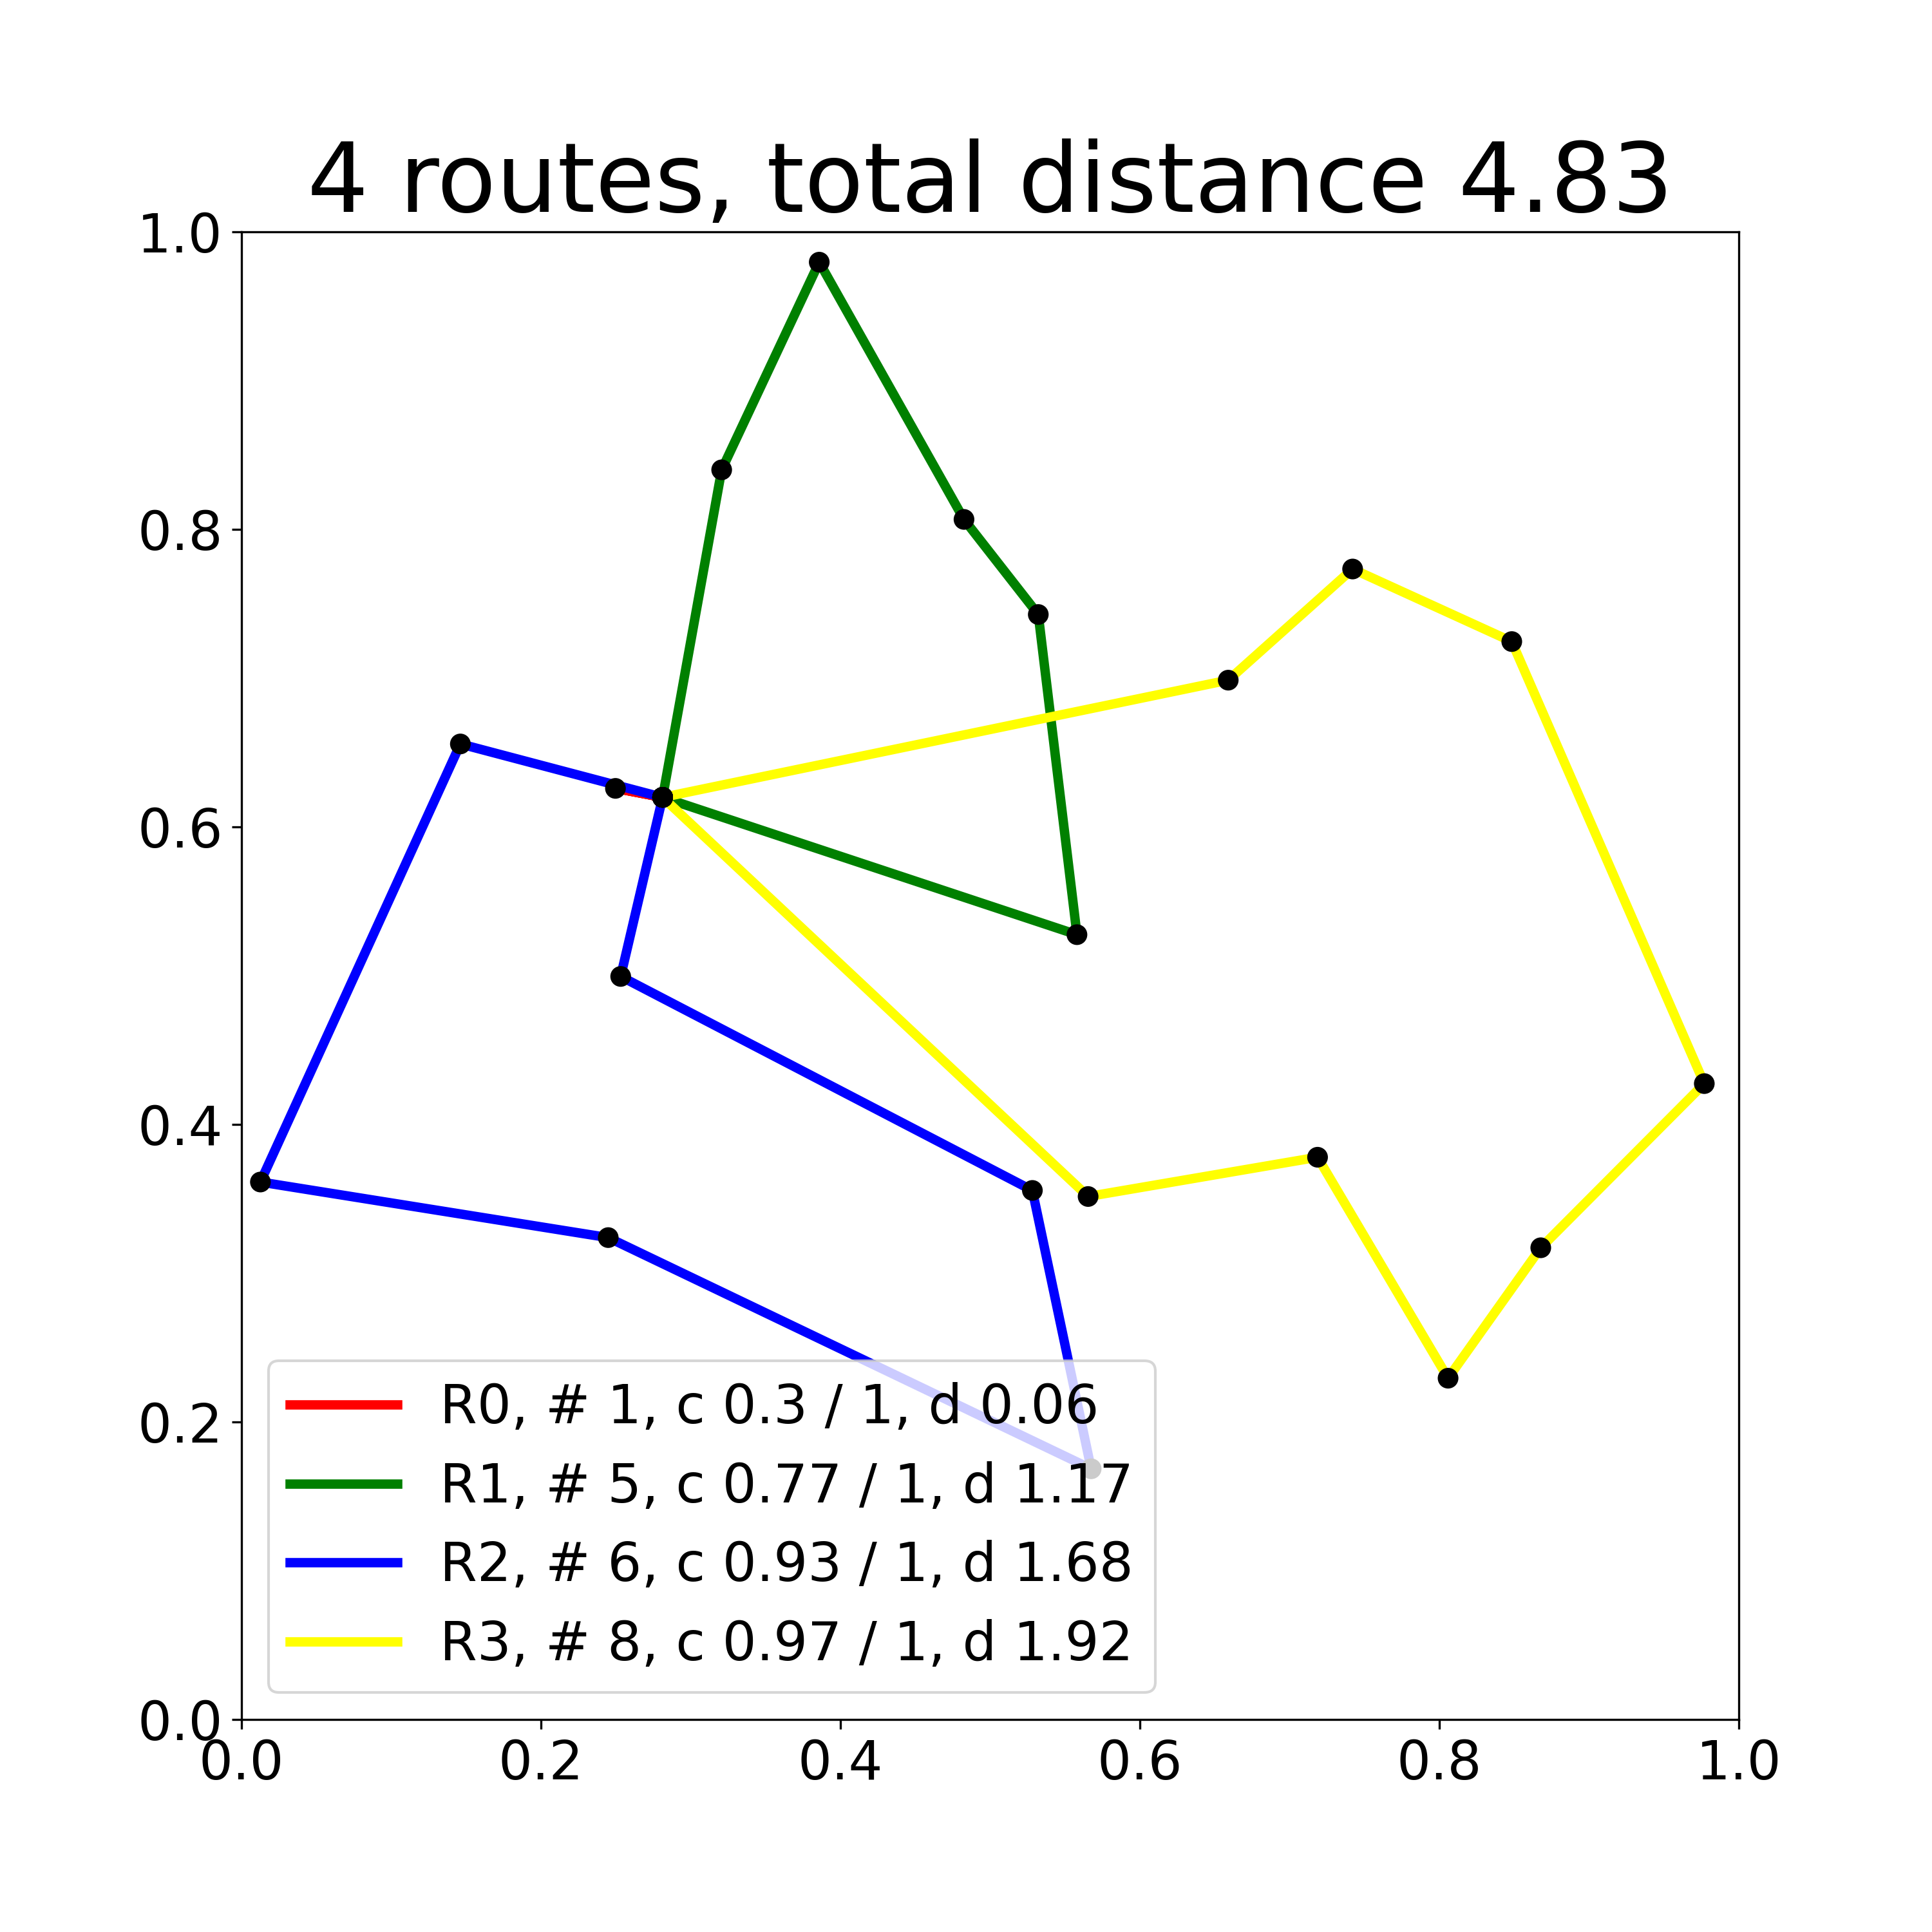 4 routes, total distance 4.83
1.0
0.8
0.6
0.4
0.2
0.0
R0, # 1, c 0.3 / 1, d 0.06
R1, # 5, c 0.77 / 1, d 1.17
R2, # 6, c 0.93 / 1, d 1.68
R3, # 8, c 0.97 / 1, d 1.92
0.0 0.2 0.4 0.6 0.8 1.0